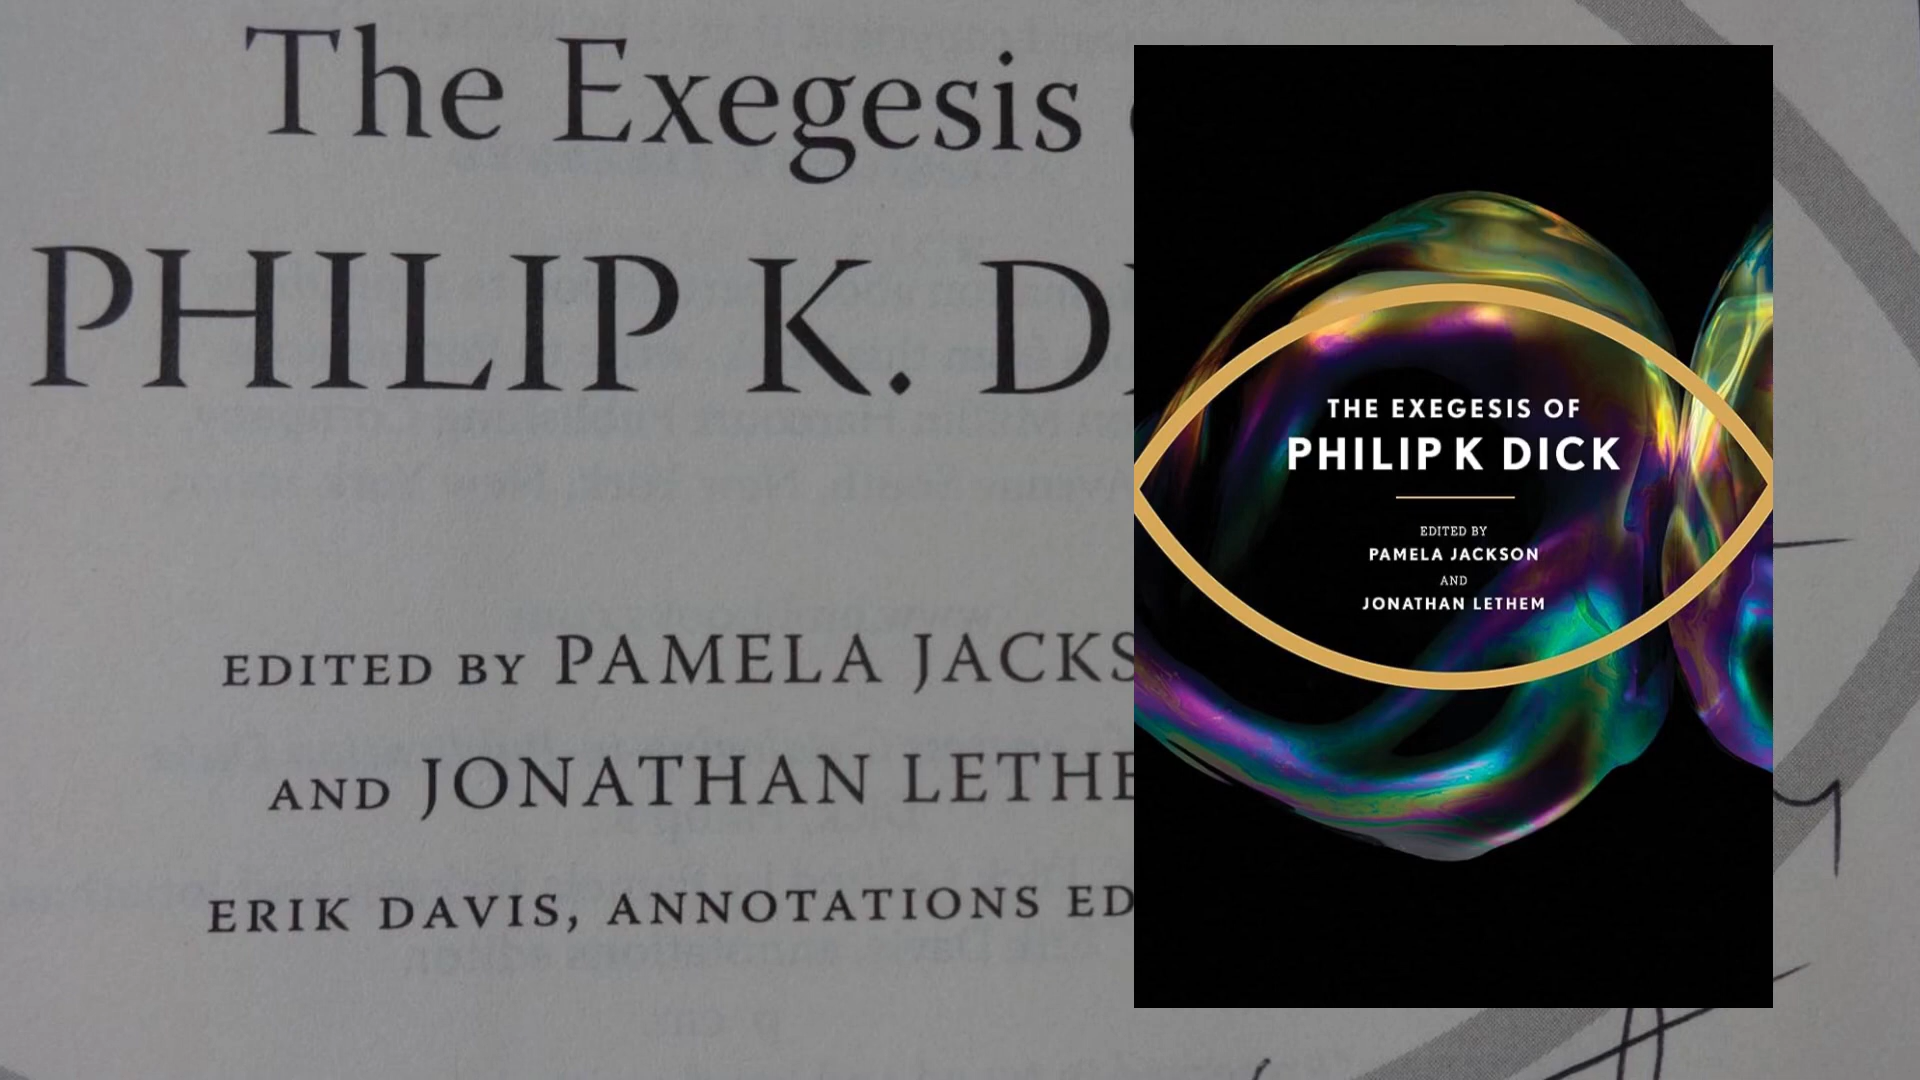 The Exegesis
PHILIP K. D
EDITED BY PAMELA JACKS
AND JONATHAN LETHE
ERIK DAVIS, ANNOTATIONS ED
THE EXEGESIS OF
PHILIP K DICK
EDITED BY
PAMELA JACKSON
AND
JONATHAN LETHEM